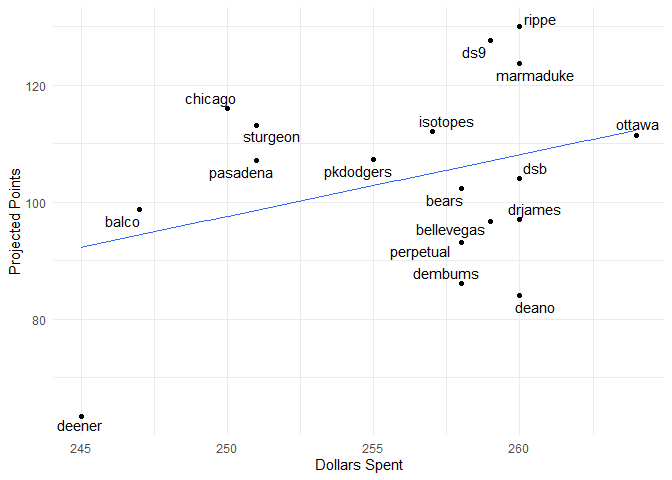 rippe
ds9
marmaduke
120
chicago
isotopes
ottawa
sturgeon
pasadena
pkdodgers
dsb
bears
100
drjames
balco
bellevegas
perpetual
dembums
deano
80
deener
245
250
255
260
Dollars Spent
Projected Points